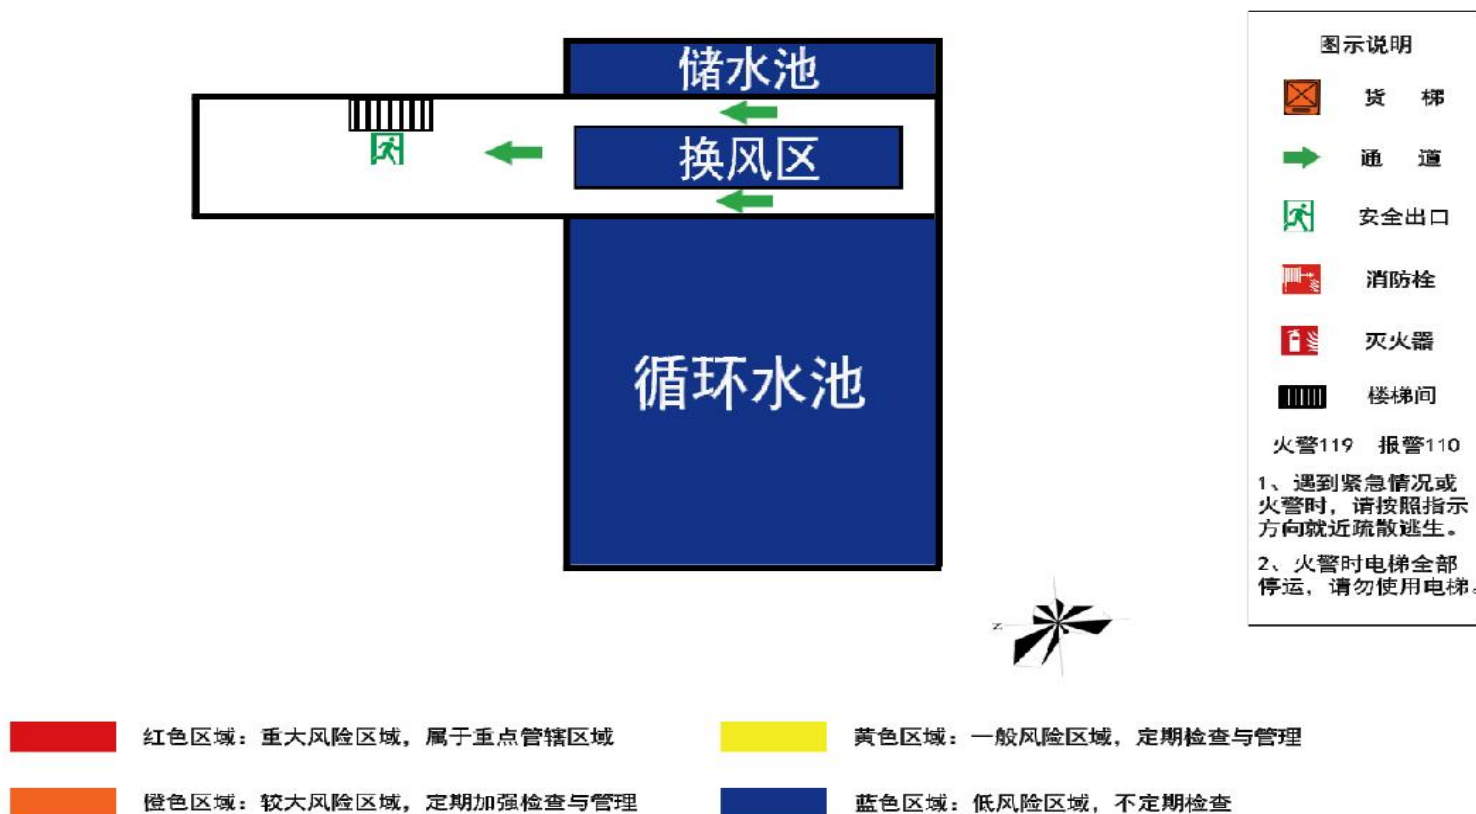 储水池
换风区
循环水池
图示说明
货 梯
通 道
安全出口
消防栓
灭火器
楼梯间
火警119 报警110
1、遇到紧急情况或
火警时，请按照指示
方向就近疏散逃生。
2、火警时电梯全部
停运，请勿使用电梯。
Z
红色区域：重大风险区域，属于重点管辖区域
黄色区域：一般风险区域，定期检查与管理
橙色区域：较大风险区域，定期加强检查与管理
蓝色区域：低风险区域，不定期检查